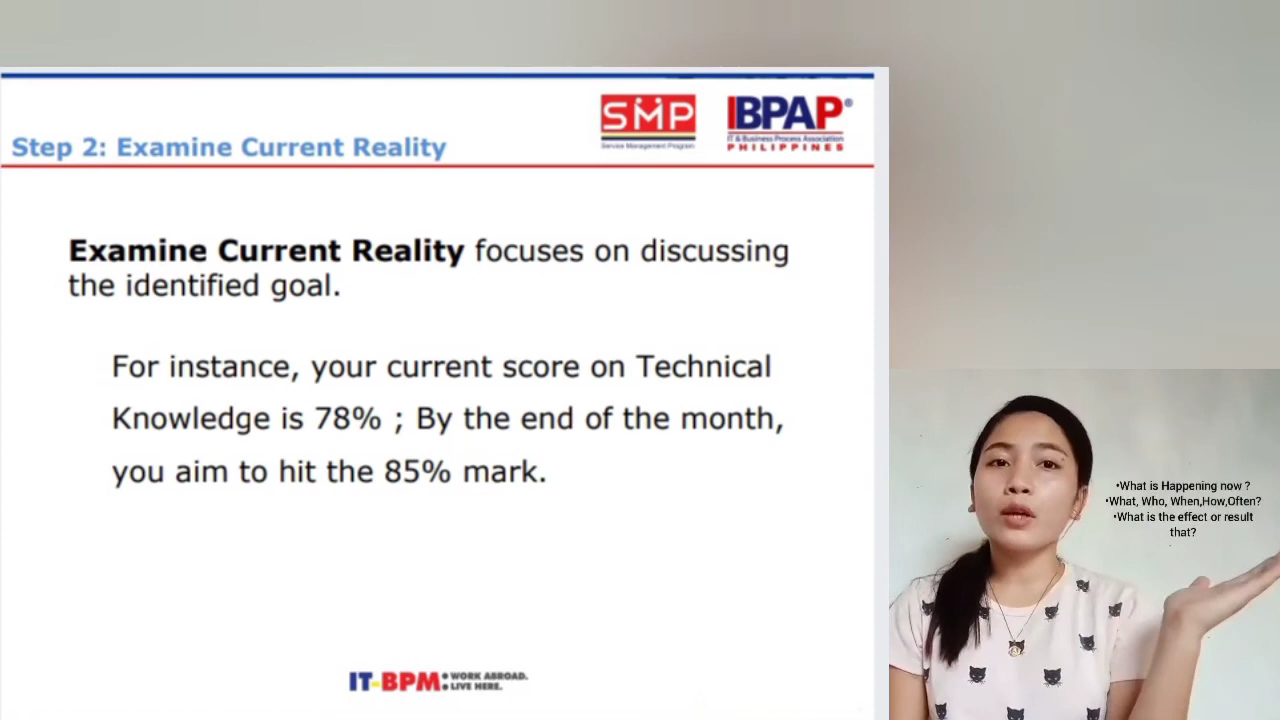 Step 2: Examine Current Reality
SMP
Service Management Program
IBPAP®
IT & Business Process Association
PHILIPPINES
Examine Current Reality focuses on discussing
the identified goal.
For instance, your current score on Technical
Knowledge is 78% ; By the end of the month,
you aim to hit the 85% mark.
•What is Happening now ?
•What, Who, When,How,Often?
•What is the effect or result
that?
IT-BPM: WORK ABROAD.
LIVE HERE.